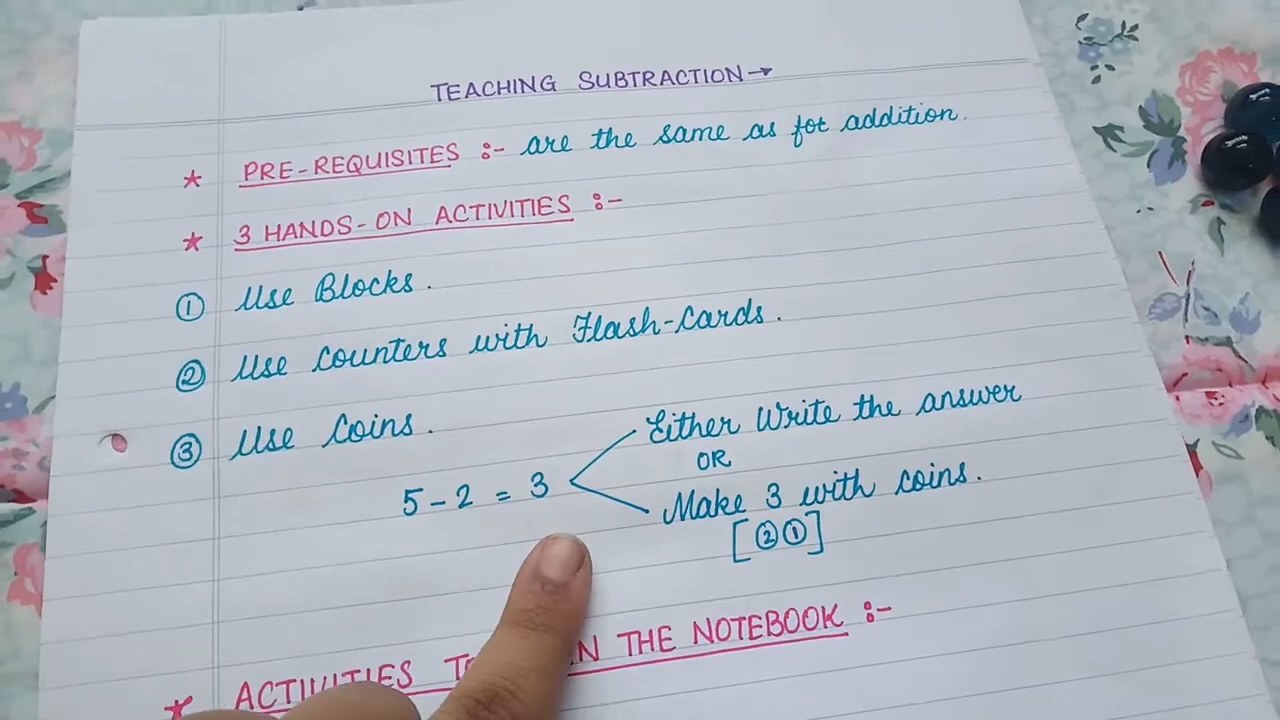 TEACHING SUBTRACTION→
* PRE-REQUISITES :- are the same as for addition.
* 3 HANDS-ON ACTIVITIES :-
① Use Blocks.
② Use counters with Flash-cards.
③ Use coins.
5-2 = 3
Either Write the answer
OR
Make 3 with coins.
[②①]
* ACTIVITIES IN THE NOTEBOOK :-